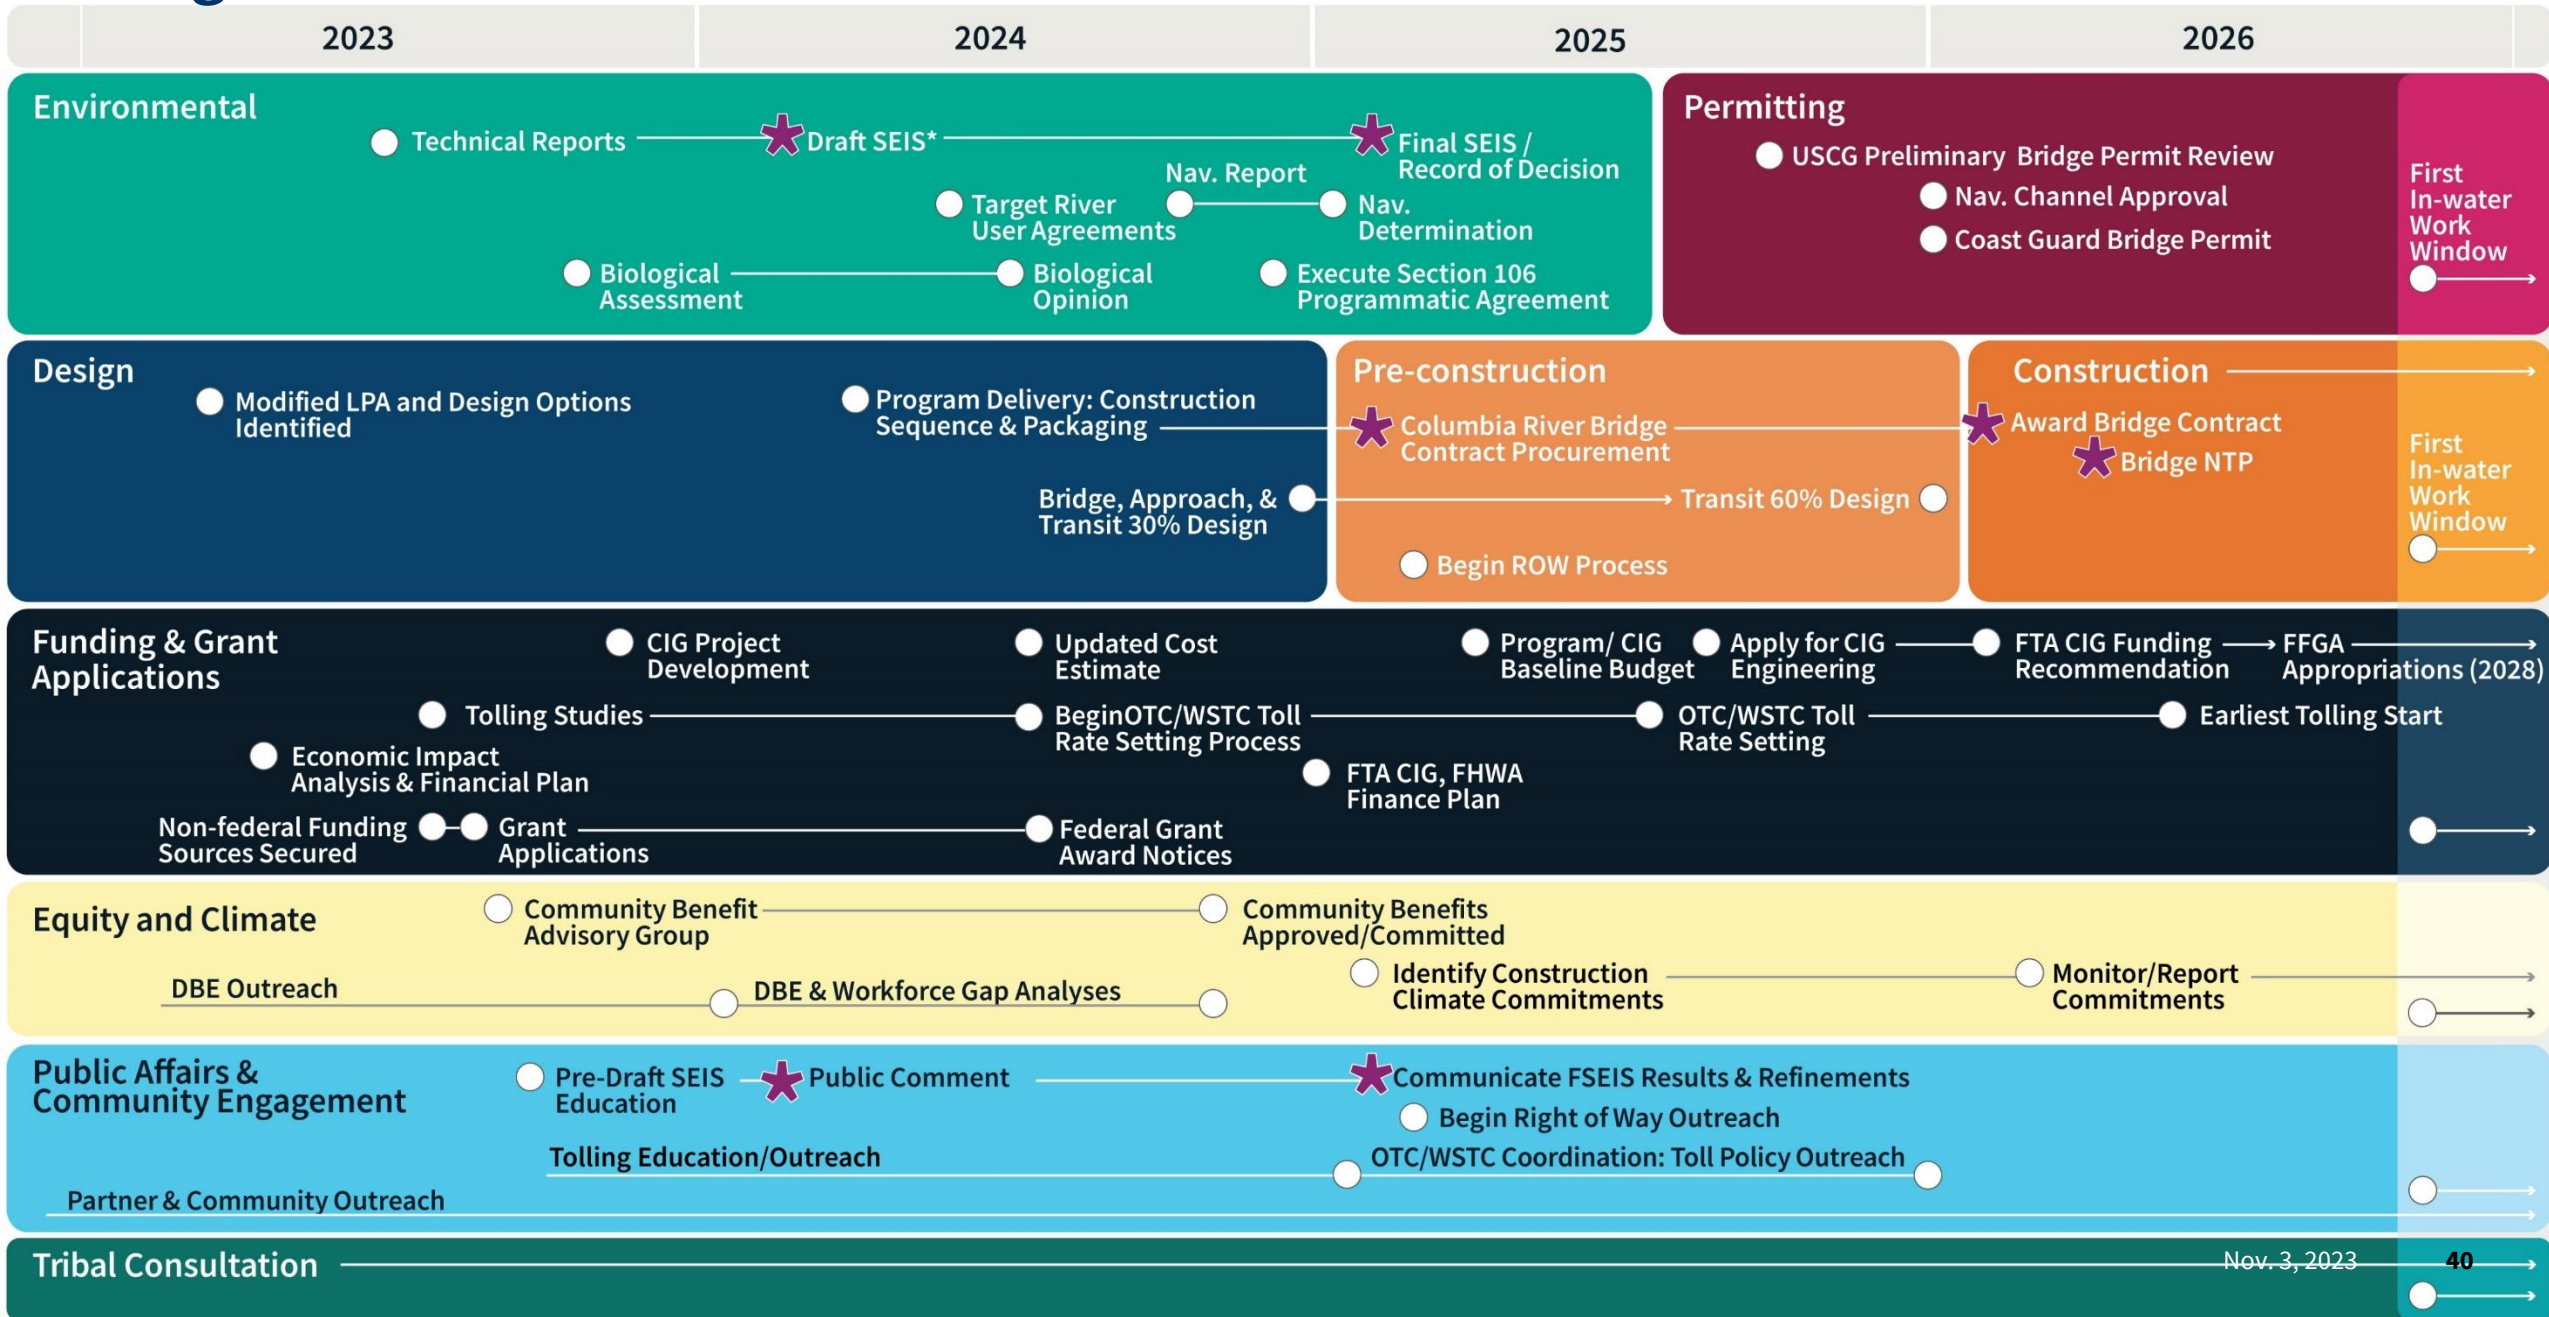 2023
2024
2025
2026
Environmental
Technical Reports
Draft SEIS*
Final SEIS /
Record of Decision
Nav. Report
Target River
User Agreements
Nav.
Determination
Biological
Assessment
Biological
Opinion
Execute Section 106
Programmatic Agreement
Permitting
USCG Preliminary Bridge Permit Review
Nav. Channel Approval
Coast Guard Bridge Permit
First
In-water
Work
Window
Design
Modified LPA and Design Options
Identified
Program Delivery: Construction
Sequence & Packaging
Bridge, Approach, &
Transit 30% Design
Pre-construction
Columbia River Bridge
Contract Procurement
Transit 60% Design
Begin ROW Process
Construction
Award Bridge Contract
Bridge NTP
First
In-water
Work
Window
Funding & Grant
Applications
CIG Project
Development
Updated Cost
Estimate
Program/ CIG
Baseline Budget
Apply for CIG
Engineering
FTA CIG Funding
Recommendation
FFGA
Appropriations (2028)
Tolling Studies
BeginOTC/WSTC Toll
Rate Setting Process
OTC/WSTC Toll
Rate Setting
Earliest Tolling Start
Economic Impact
Analysis & Financial Plan
FTA CIG, FHWA
Finance Plan
Non-federal Funding
Sources Secured
Grant
Applications
Federal Grant
Award Notices
Equity and Climate
Community Benefit
Advisory Group
Community Benefits
Approved/Committed
DBE Outreach
DBE & Workforce Gap Analyses
Identify Construction
Climate Commitments
Monitor/Report
Commitments
Public Affairs &
Community Engagement
Pre-Draft SEIS
Education
Public Comment
Communicate FSEIS Results & Refinements
Begin Right of Way Outreach
Tolling Education/Outreach
OTC/WSTC Coordination: Toll Policy Outreach
Partner & Community Outreach
Tribal Consultation
Nov. 3, 2023
40